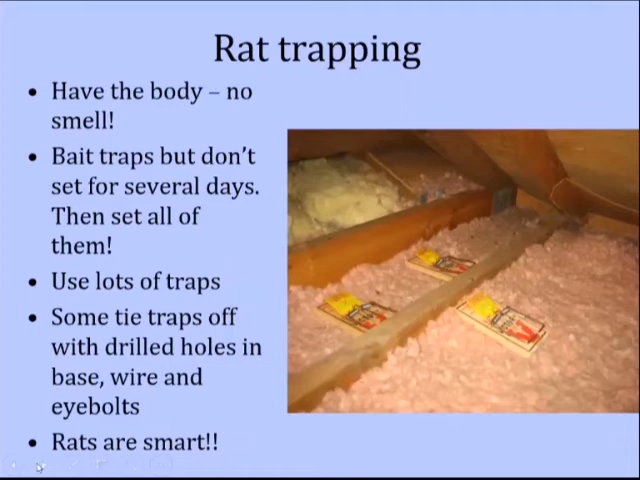 Rat trapping
• Have the body – no
smell!
• Bait traps but don't
set for several days.
Then set all of
them!
• Use lots of traps
• Some tie traps off
with drilled holes in
base, wire and
eyebolts
• Rats are smart!!